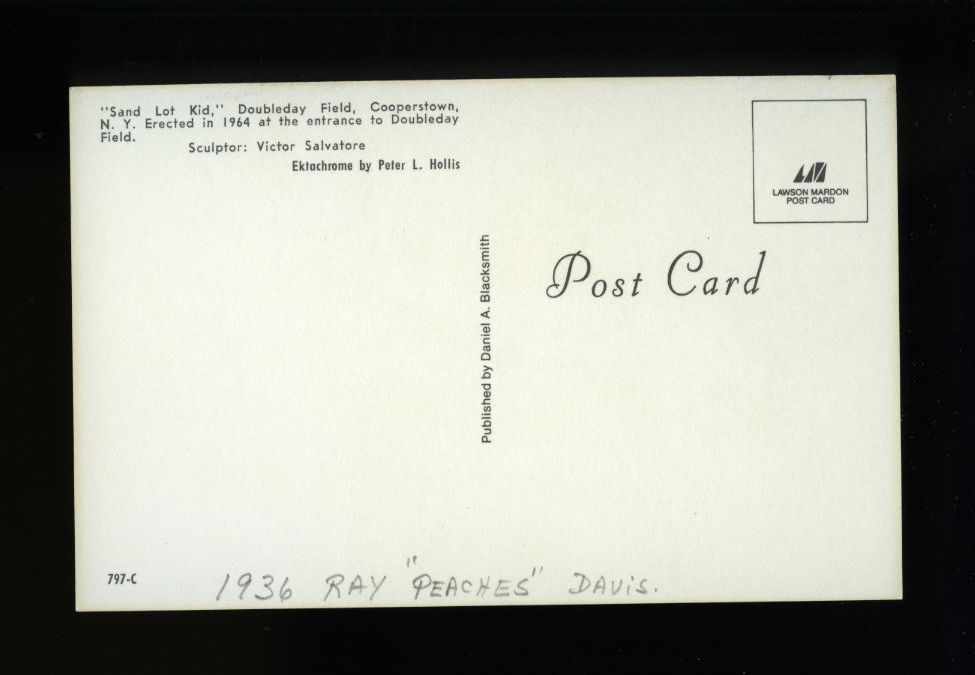 "Sand Lot Kid," Doubleday Field, Cooperstown,
N. Y. Erected in 1964 at the entrance to Doubleday
Field.
Sculptor: Victor Salvatore
Ektachrome by Peter L. Hollis
LAWSON MARDON
POST CARD
Post Card
Published by Daniel A. Blacksmith
797-C
1936 RAY "PEACHES" DAVIS.